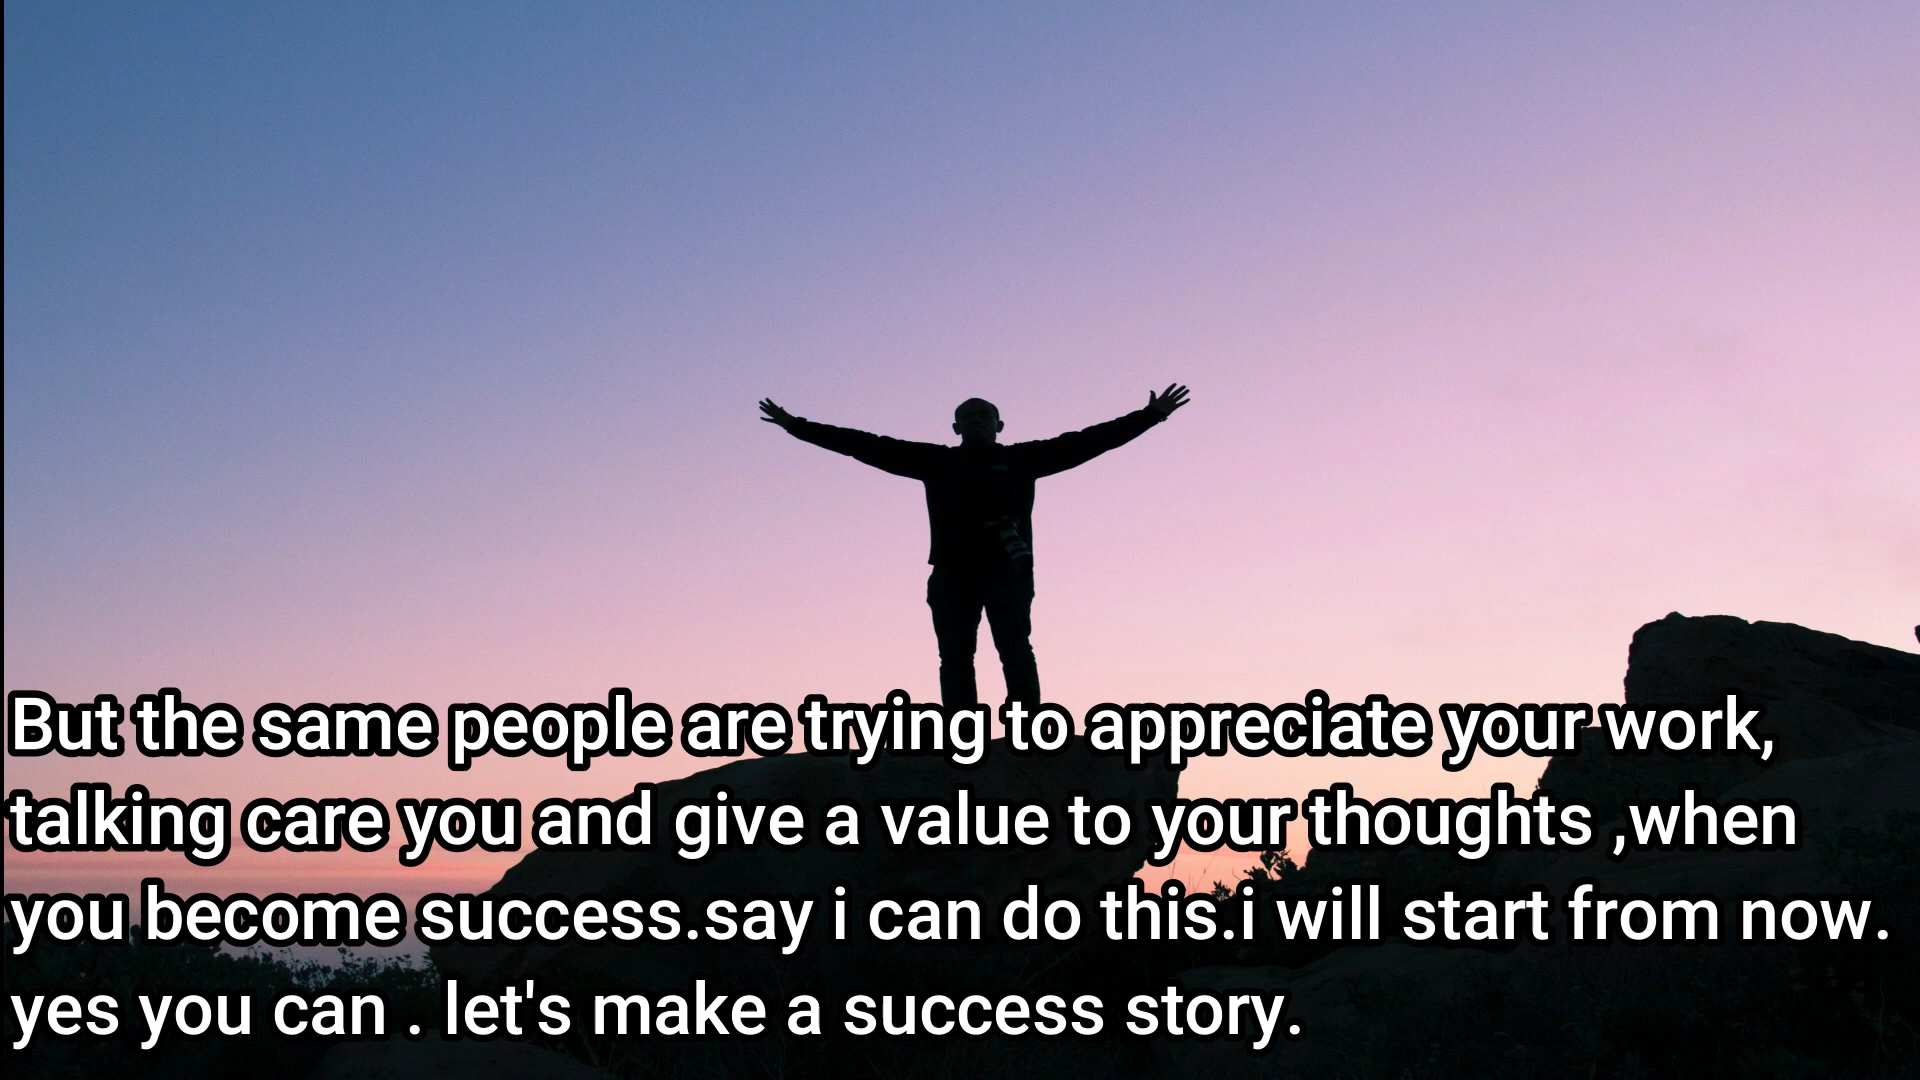 But the same people are trying to appreciate your work,
talking care you and give a value to your thoughts ,when
you become success.say i can do this.i will start from now.
yes you can . let's make a success story.